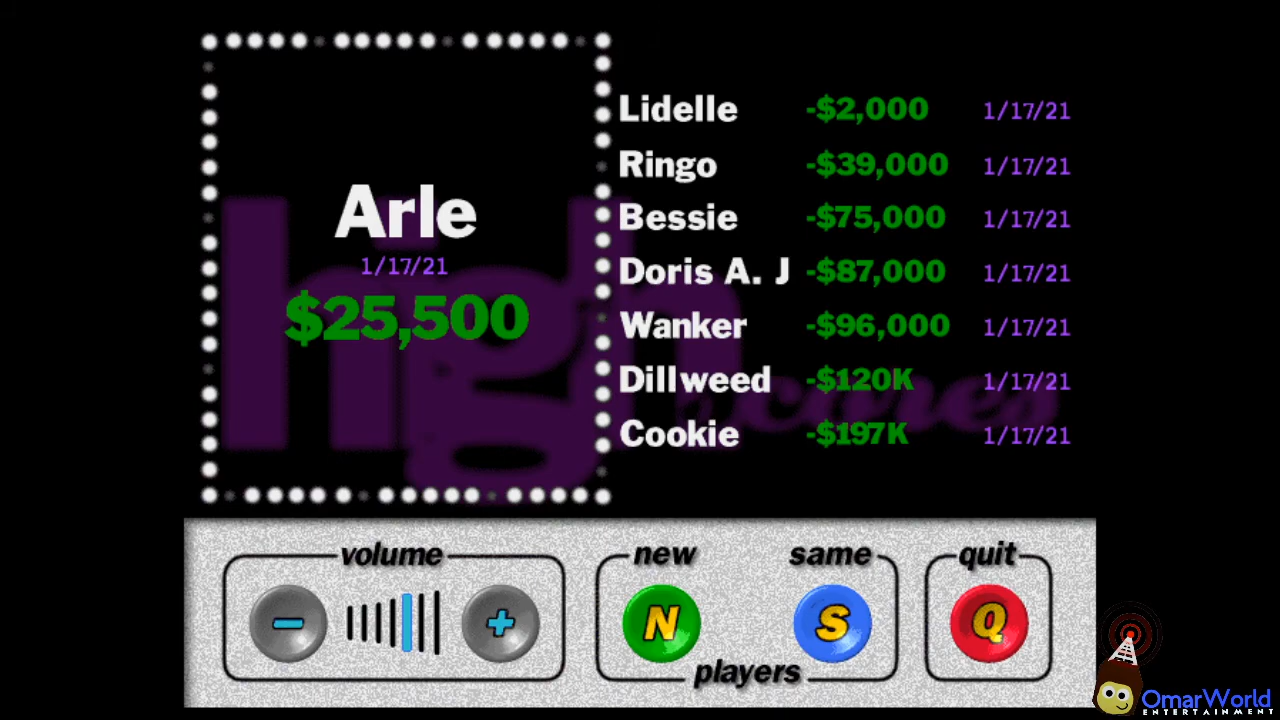 high scores
Arle
1/17/21
$25,500
Lidelle -$2,000 1/17/21
Ringo -$39,000 1/17/21
Bessie -$75,000 1/17/21
Doris A. J -$87,000 1/17/21
Wanker -$96,000 1/17/21
Dillweed -$120K 1/17/21
Cookie -$197K 1/17/21
volume
- +
new same
N S
players
quit
Q
OmarWorld
ENTERTAINMENT